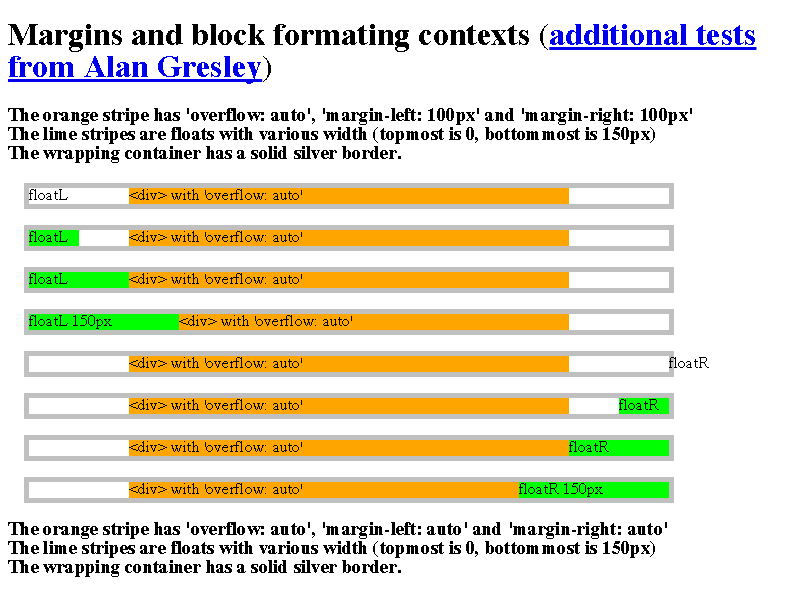 Margins and block formating contexts (additional tests
from Alan Gresley)
The orange stripe has 'overflow: auto', 'margin-left: 100px' and 'margin-right: 100px'
The lime stripes are floats with various width (topmost is 0, bottommost is 150px)
The wrapping container has a solid silver border.
floatL <div> with 'overflow: auto'
floatL <div> with 'overflow: auto'
floatL <div> with 'overflow: auto'
floatL 150px <div> with 'overflow: auto'
<div> with 'overflow: auto' floatR
<div> with 'overflow: auto' floatR
<div> with 'overflow: auto' floatR
<div> with 'overflow: auto' floatR 150px
The orange stripe has 'overflow: auto', 'margin-left: auto' and 'margin-right: auto'
The lime stripes are floats with various width (topmost is 0, bottommost is 150px)
The wrapping container has a solid silver border.